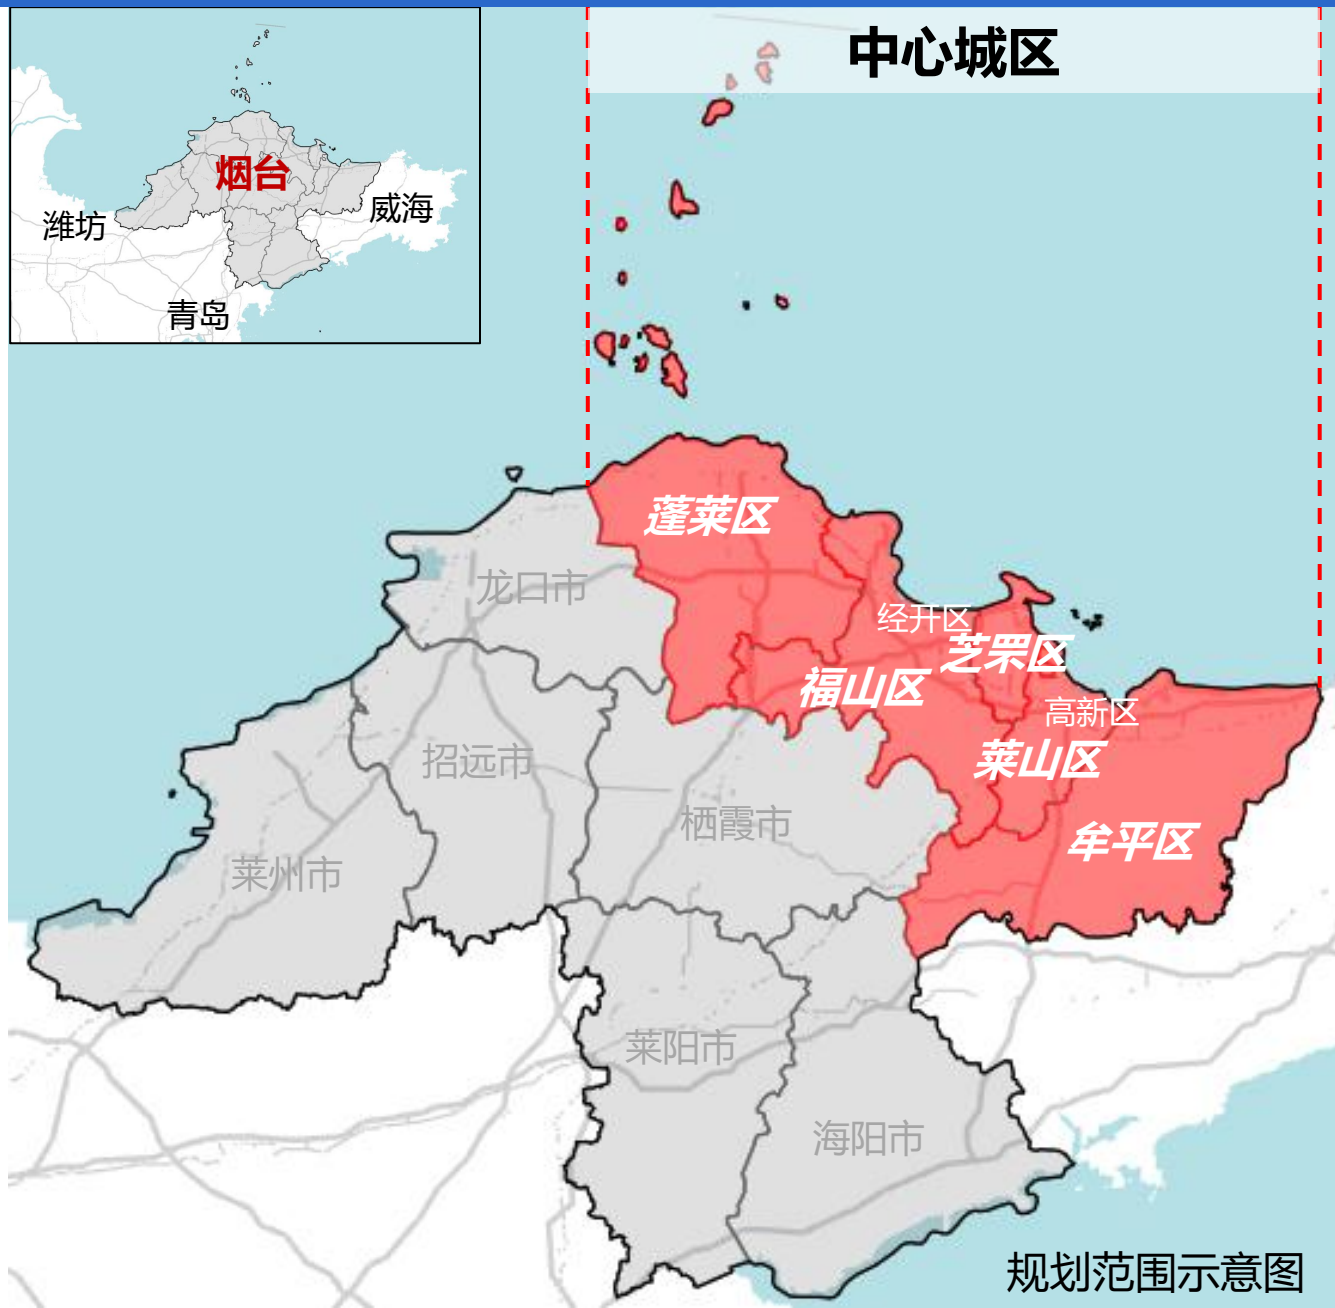 中心城区
烟台
潍坊
威海
青岛
蓬莱区
龙口市
经开区
芝罘区
福山区
高新区
莱山区
招远市
栖霞市
牟平区
莱州市
莱阳市
海阳市
规划范围示意图